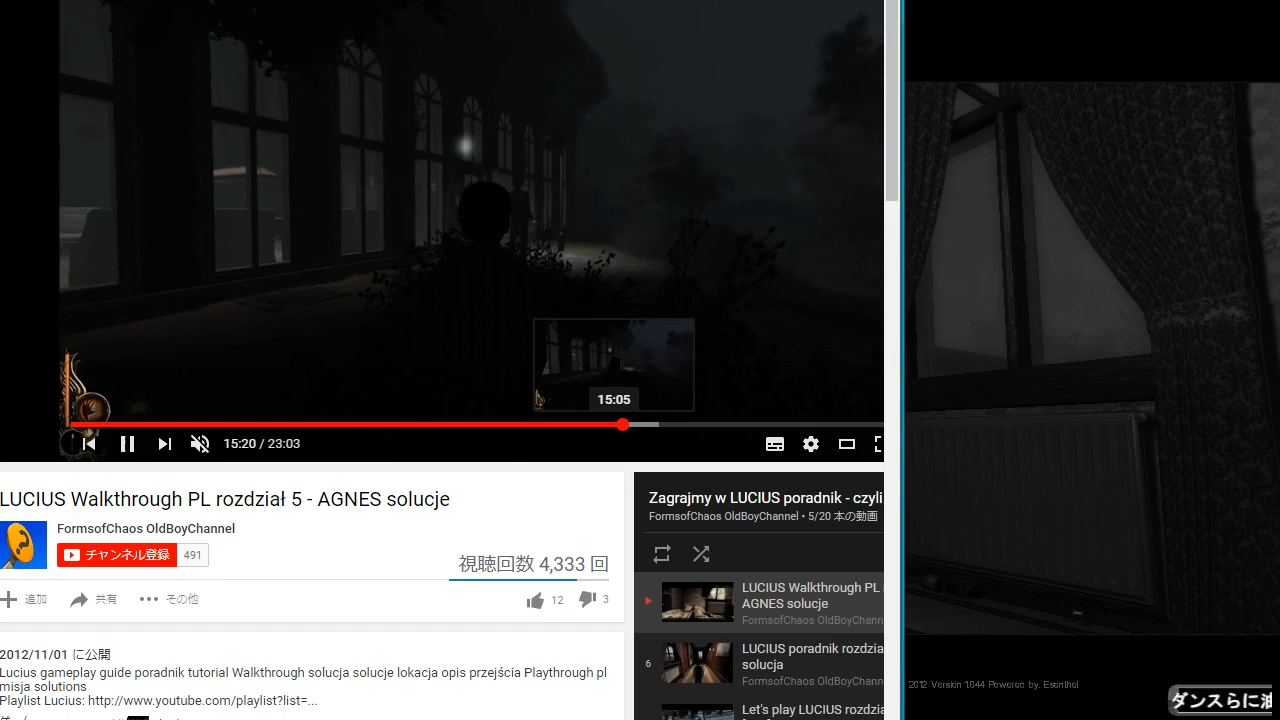 15:05
15:20 / 23:03
LUCIUS Walkthrough PL rozdział 5 - AGNES solucje
FormsofChaos OldBoyChannel
チャンネル登録 491
視聴回数 4,333 回
追加 共有 その他 12 3
2012/11/01 に公開
Lucius gameplay guide poradnik tutorial Walkthrough solucja solucje lokacja opis przejścia Playthrough pl
misja solutions
Playlist Lucius: http://www.youtube.com/playlist?list=...
Zagrajmy w LUCIUS poradnik - czyli
FormsofChaos OldBoyChannel • 5/20 本の動画
LUCIUS Walkthrough PL
AGNES solucje
FormsofChaos OldBoyChann
6
LUCIUS poradnik rozdzia
solucja
FormsofChaos OldBoyChann
Let's play LUCIUS rozdzia
2012 Version 1.044 Powered by: Esenthel
ダンスらに油